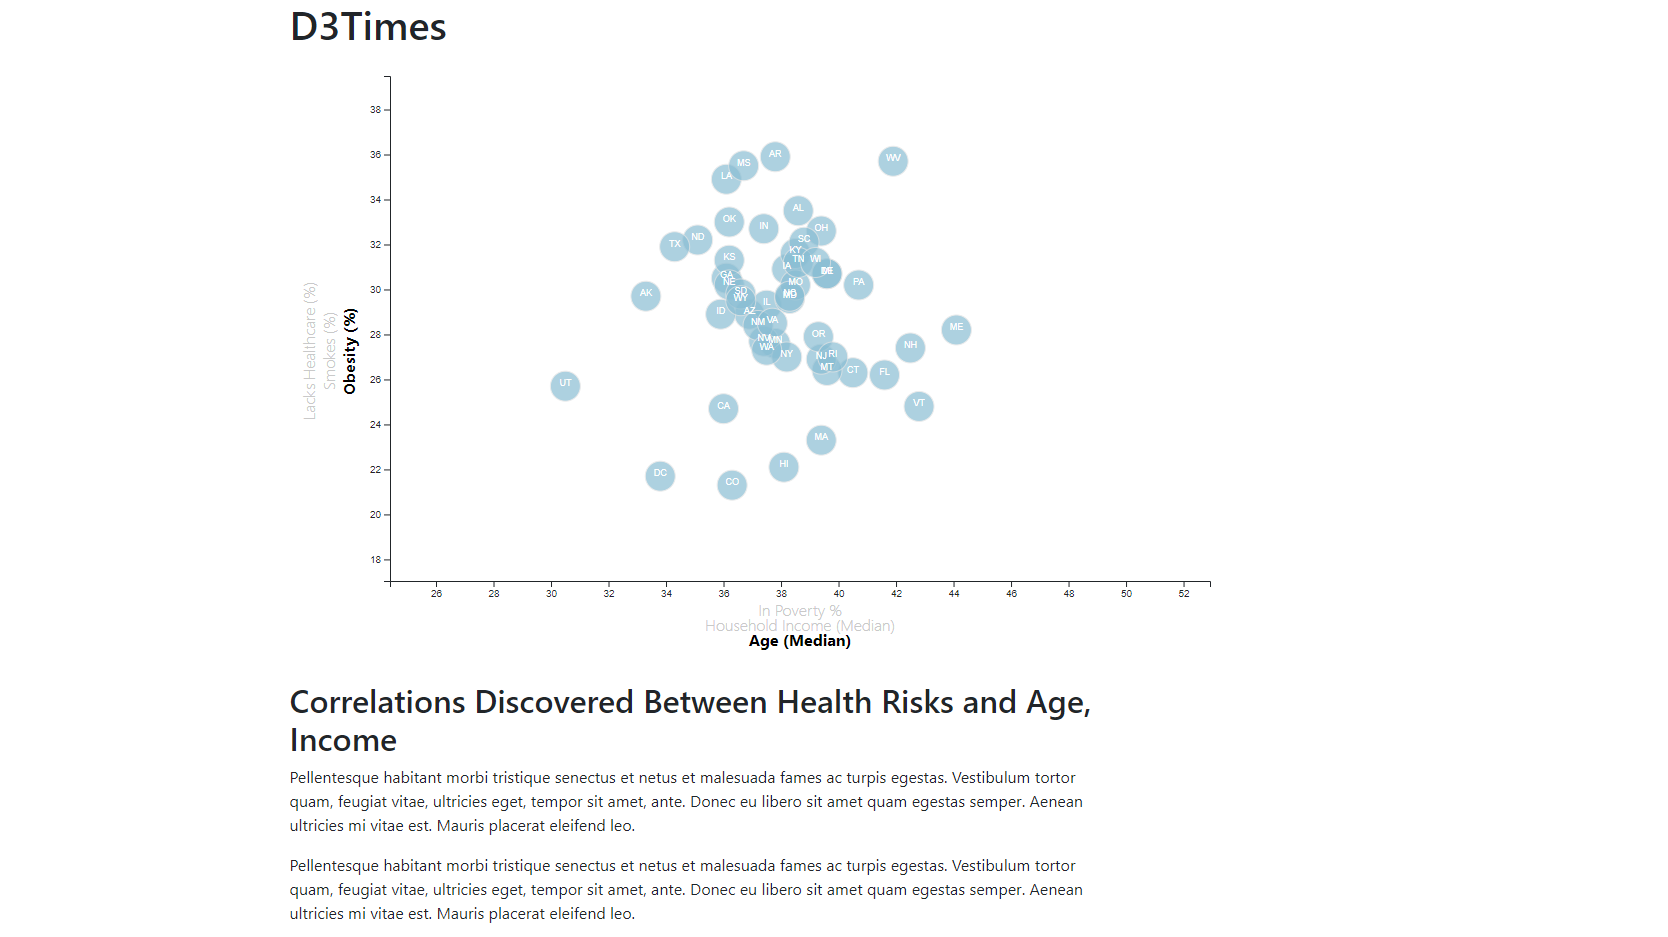 D3Times
38
36
34
32
30
28
26
24
22
20
18
Lacks Healthcare (%)
Smokes (%)
Obesity (%)
AR
MS
WV
LA
AL
OK
IN
OH
ND
SC
TX
KY
KS
TN
WI
IA
GA
NE
MO
PA
SD
AK
WY
MD
IL
ID
AZ
NM
VA
ME
OR
NV
MN
NH
WA
NY
NJ
RI
MT
CT
FL
UT
CA
VT
MA
HI
DC
CO
26
28
30
32
34
36
38
40
42
44
46
48
50
52
In Poverty %
Household Income (Median)
Age (Median)
Correlations Discovered Between Health Risks and Age,
Income
Pellentesque habitant morbi tristique senectus et netus et malesuada fames ac turpis egestas. Vestibulum tortor
quam, feugiat vitae, ultricies eget, tempor sit amet, ante. Donec eu libero sit amet quam egestas semper. Aenean
ultricies mi vitae est. Mauris placerat eleifend leo.
Pellentesque habitant morbi tristique senectus et netus et malesuada fames ac turpis egestas. Vestibulum tortor
quam, feugiat vitae, ultricies eget, tempor sit amet, ante. Donec eu libero sit amet quam egestas semper. Aenean
ultricies mi vitae est. Mauris placerat eleifend leo.